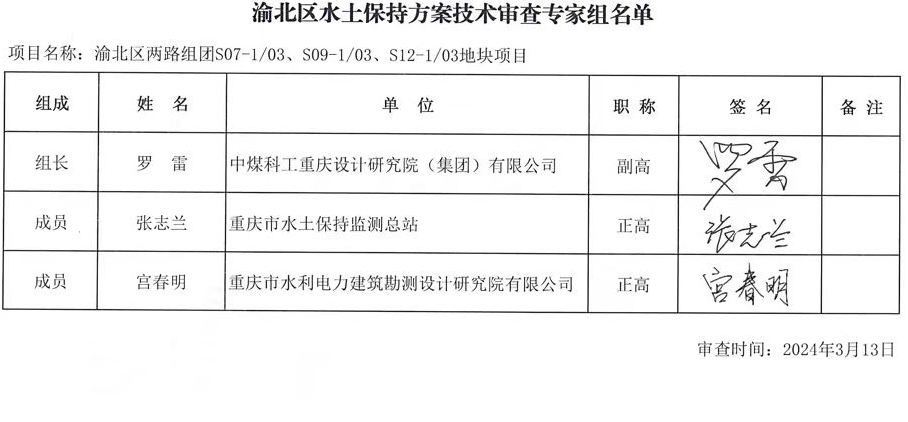 渝北区水土保持方案技术审查专家组名单
项目名称：渝北区两路组团S07-1/03、S09-1/03、S12-1/03地块项目
组成 姓 名 单 位 职 称 签 名 备 注
组长 罗 雷 中煤科工重庆设计研究院（集团）有限公司 副高 罗雷
成员 张志兰 重庆市水土保持监测总站 正高 张志兰
成员 宫春明 重庆市水利电力建筑勘测设计研究院有限公司 正高 宫春明
审查时间：2024年3月13日